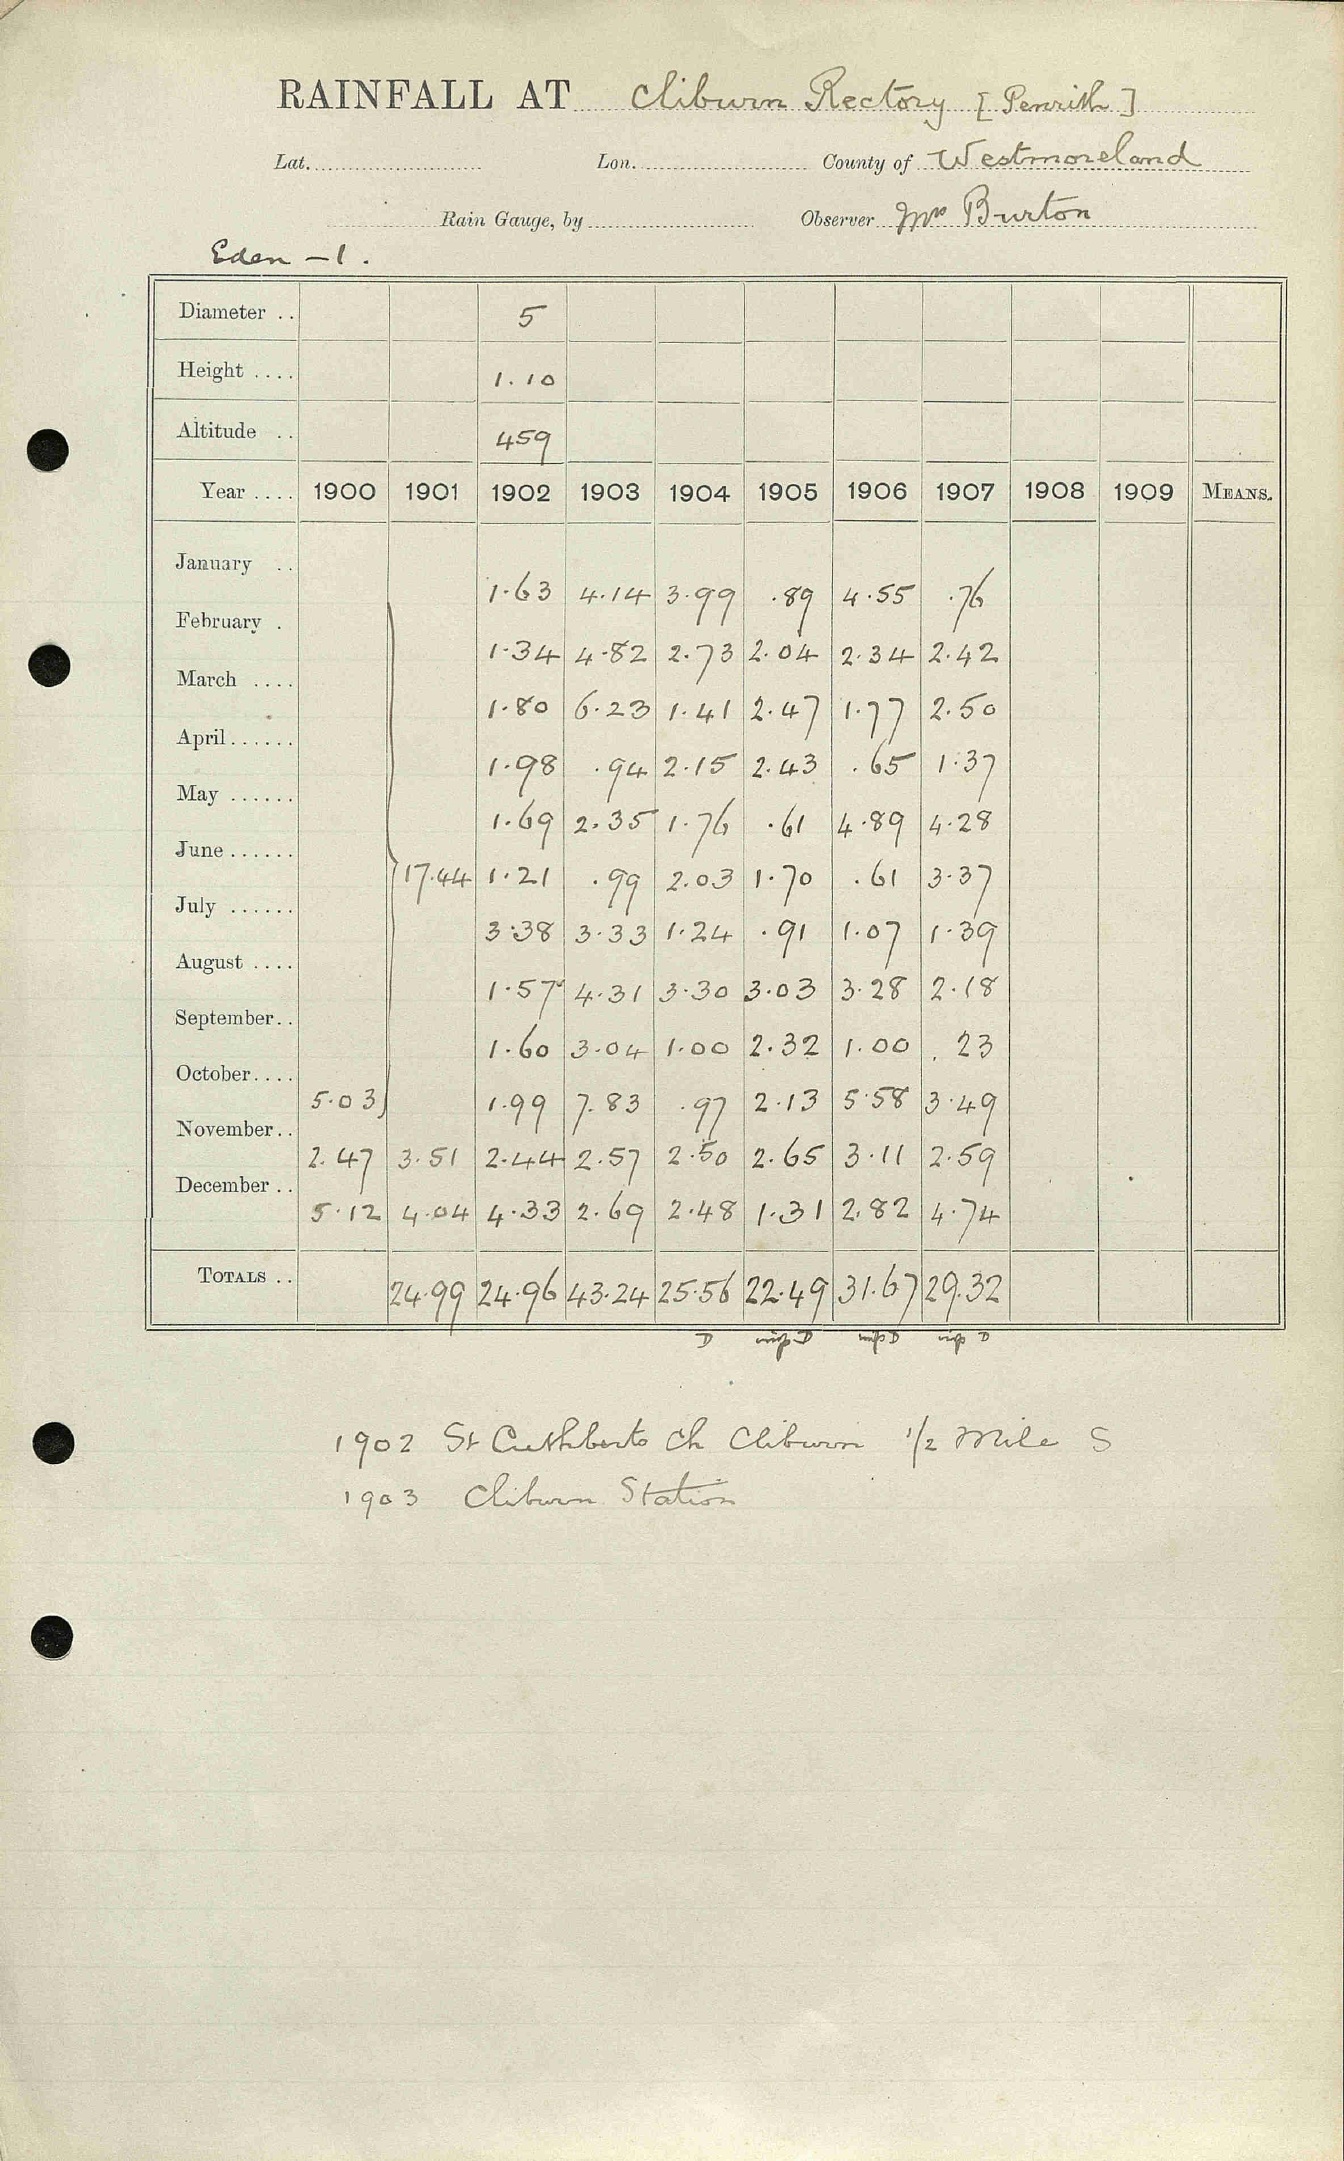 RAINFALL AT Cliburn Rectory [Penrith]
Lat. Lon. County of Westmoreland
Rain Gauge, by Observer Mrs Burton
Eden - 1.
Diameter .. 5
Height .... 1.10
Altitude .. 459
Year .... 1900 1901 1902 1903 1904 1905 1906 1907 1908 1909 MEANS.
January .. 1.63 4.14 3.99 .89 4.55 .76
February . 1.34 4.82 2.73 2.04 2.34 2.42
March .... 1.80 6.23 1.41 2.47 1.77 2.50
April...... 1.98 .94 2.15 2.43 .65 1.37
May ...... 1.69 2.35 1.76 .61 4.89 4.28
June...... 17.44 1.21 .99 2.03 1.70 .61 3.37
July ...... 3.38 3.33 1.24 .91 1.07 1.39
August .... 1.57 4.31 3.30 3.03 3.28 2.18
September.. 1.60 3.04 1.00 2.32 1.00 .23
October.... 5.03 1.99 7.83 .97 2.13 5.58 3.49
November.. 2.47 3.51 2.44 2.57 2.50 2.65 3.11 2.59
December .. 5.12 4.04 4.33 2.69 2.48 1.31 2.82 4.74
TOTALS .. 24.99 24.96 43.24 25.56 22.49 31.67 29.32
D D D D
1902 St Cuthberts Ch Cliburn 1/2 Mile S
1903 Cliburn Station